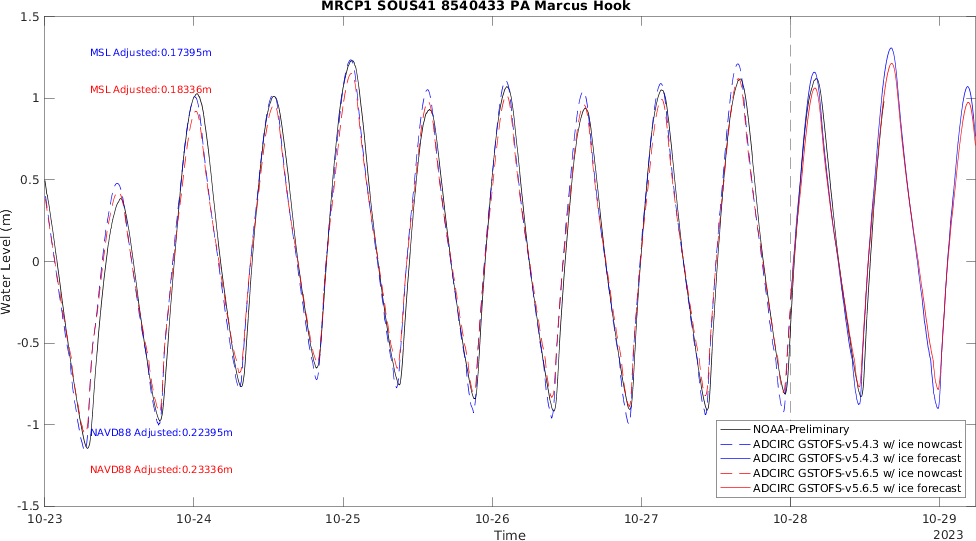 MRCP1 SOUS41 8540433 PA Marcus Hook
1.5
MSL Adjusted:0.17395m
MSL Adjusted:0.18336m
1
0.5
0
-0.5
-1
-1.5
Water Level (m)
NAVD88 Adjusted:0.22395m
NAVD88 Adjusted:0.23336m
NOAA-Preliminary
ADCIRC GSTOFS-v5.4.3 w/ ice nowcast
ADCIRC GSTOFS-v5.4.3 w/ ice forecast
ADCIRC GSTOFS-v5.6.5 w/ ice nowcast
ADCIRC GSTOFS-v5.6.5 w/ ice forecast
10-23 10-24 10-25 10-26 10-27 10-28 10-29
Time
2023